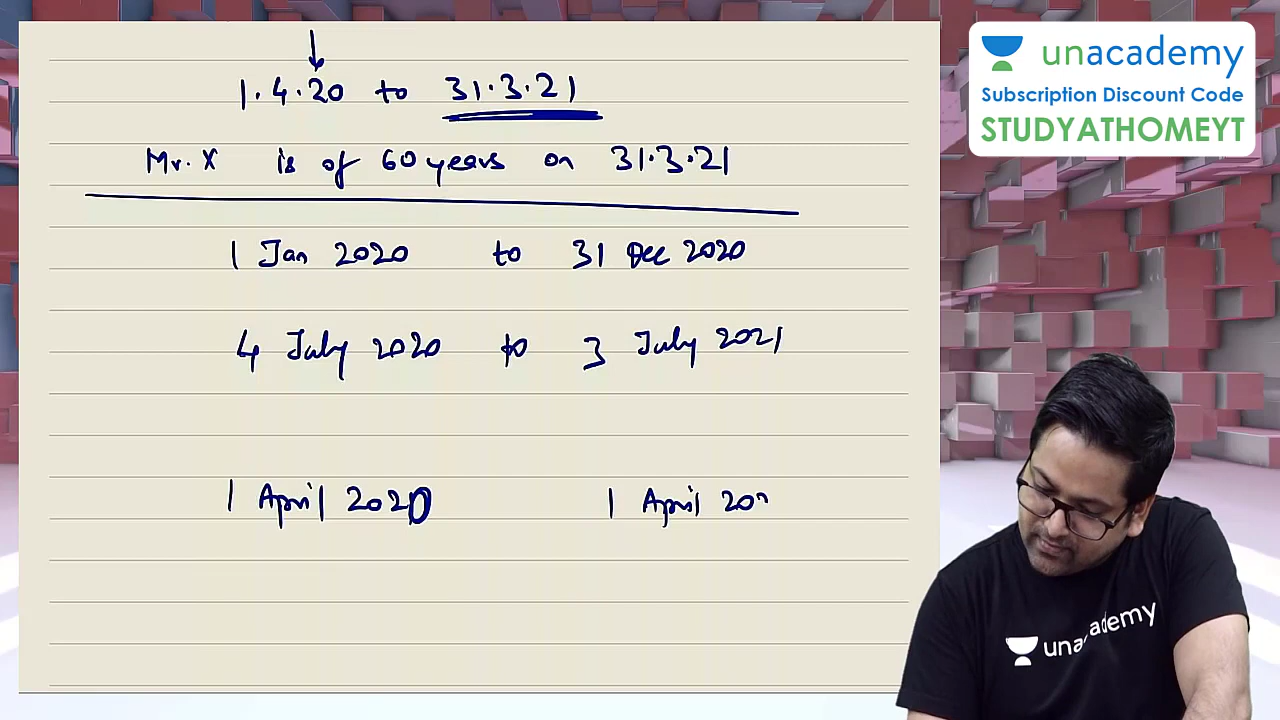 1.4.20 to 31.3.21
Mr. X is of 60 years on 31.3.21
1 Jan 2020 to 31 Dec 2020
4 July 2020 to 3 July 2021
1 April 2020 1 April
unacademy
Subscription Discount Code
STUDYATHOMEYT
unacademy